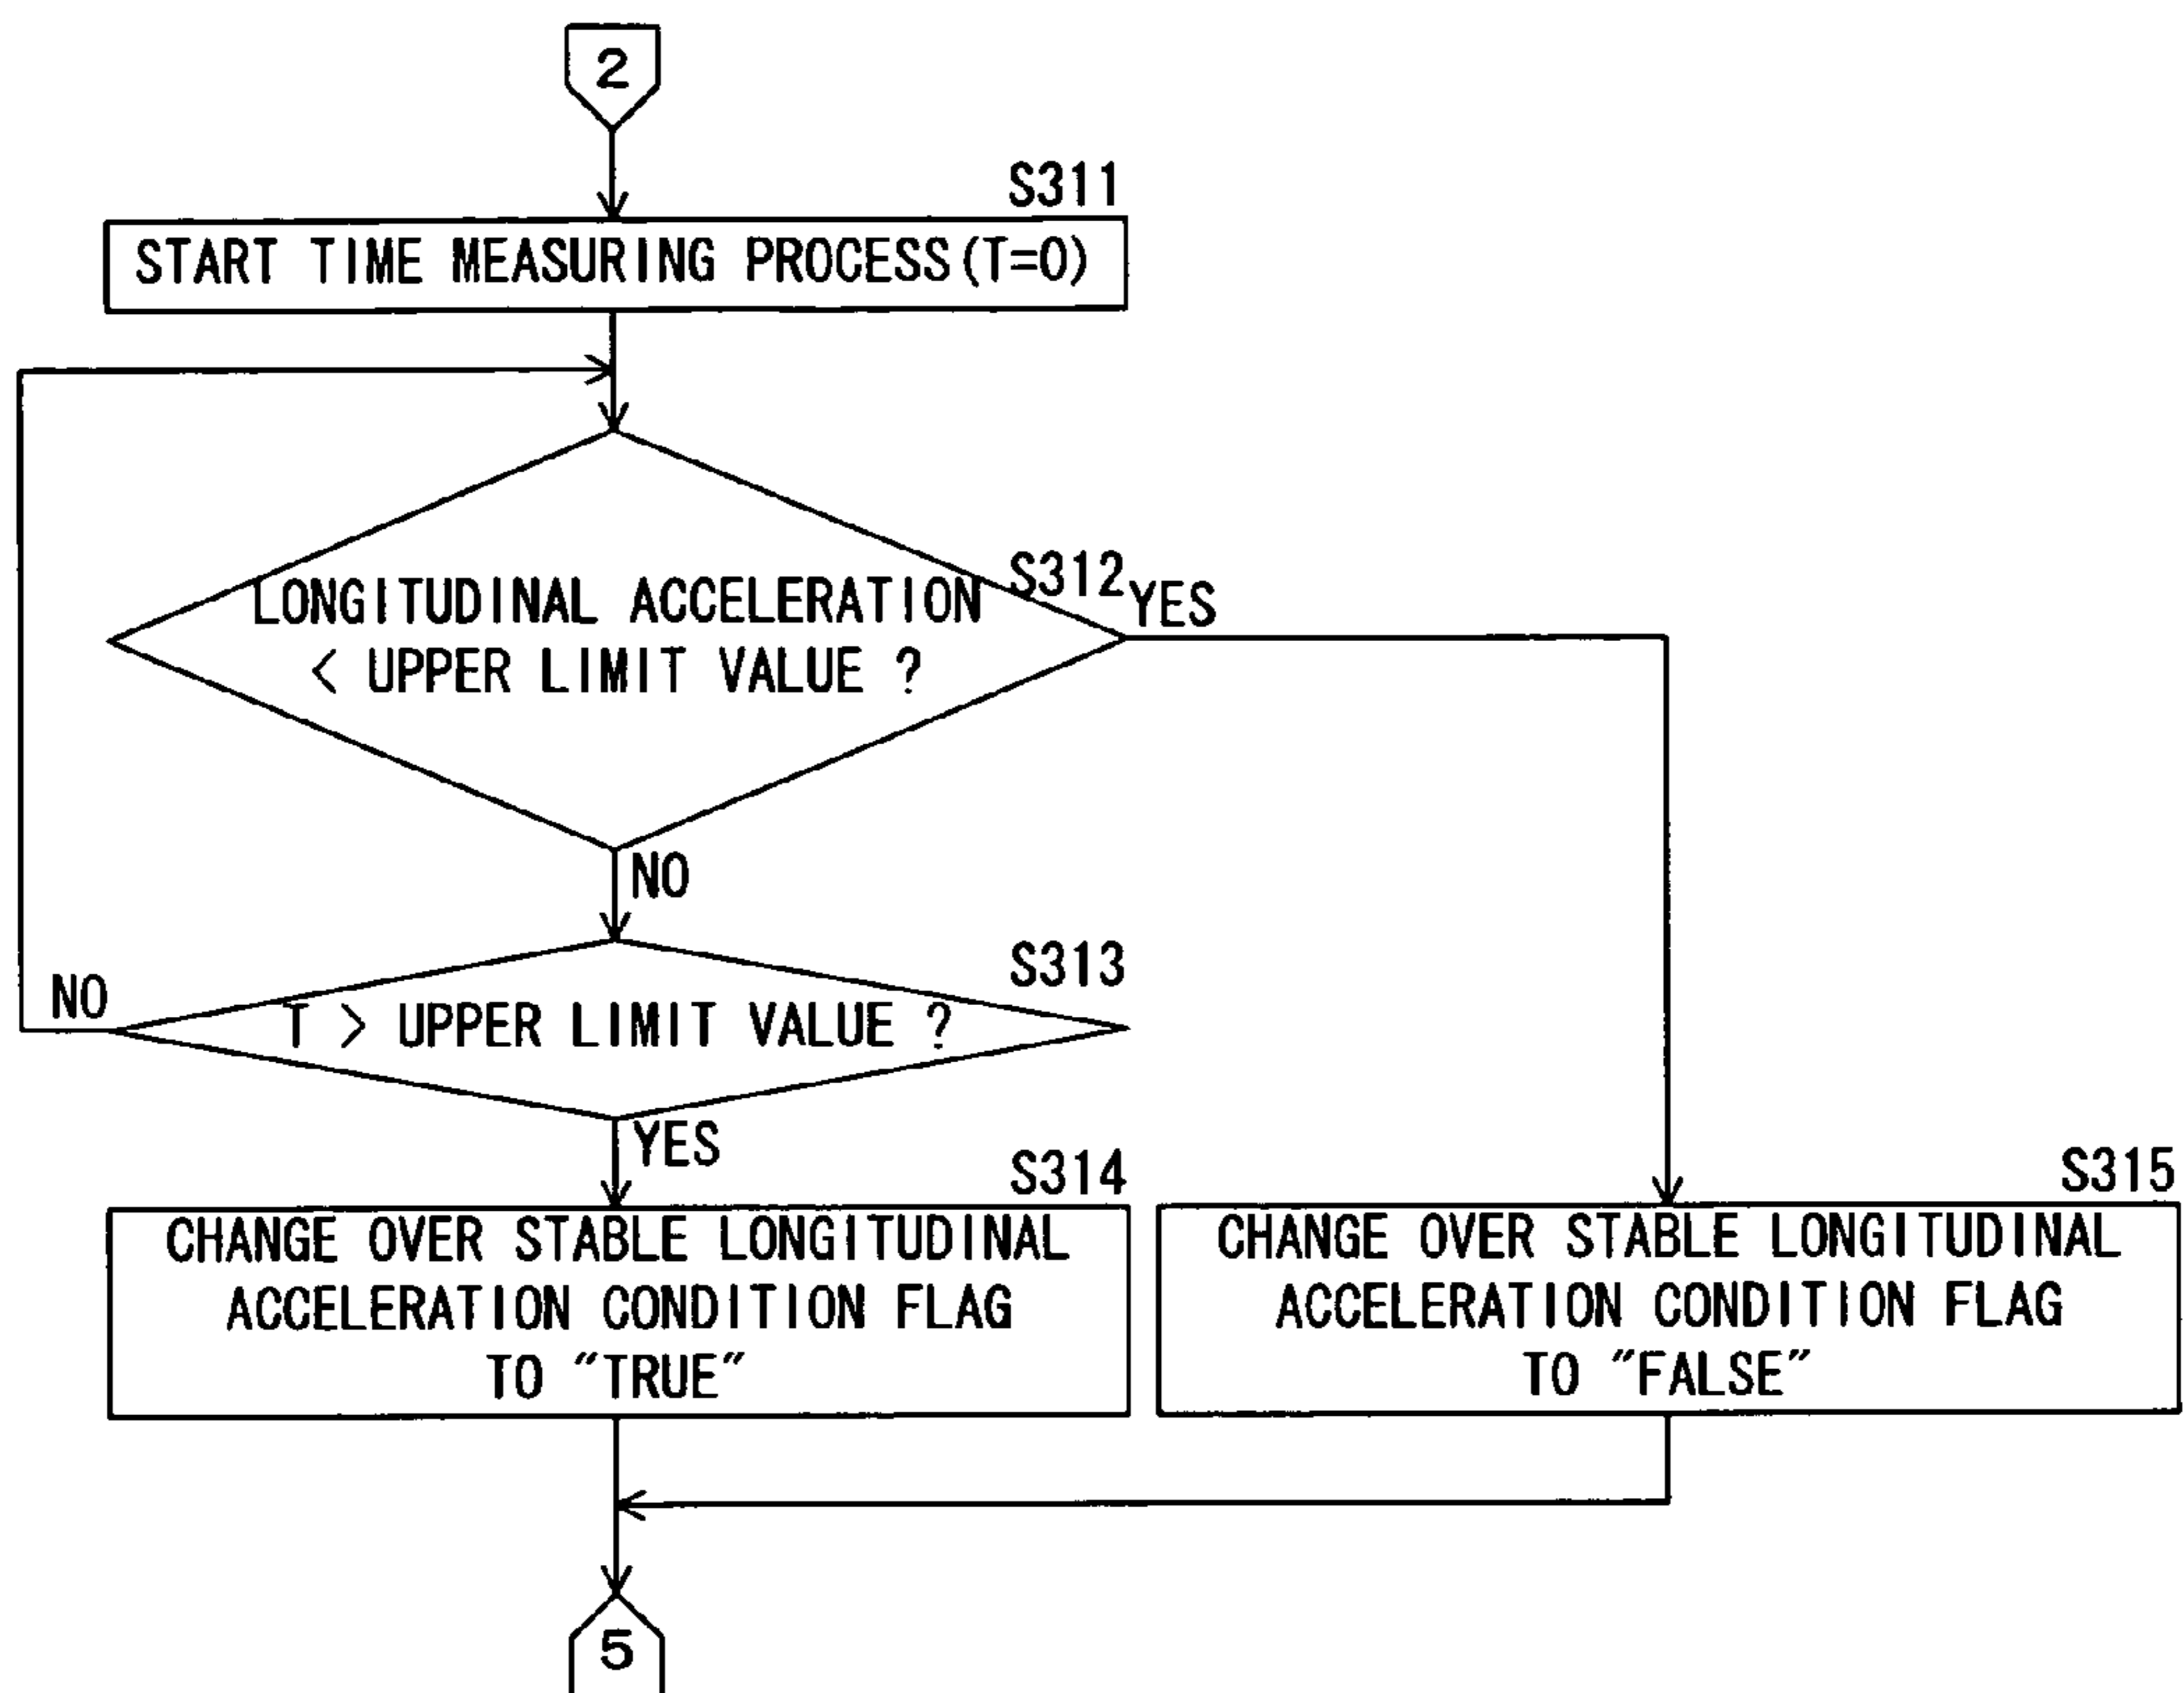 2
S311
START TIME MEASURING PROCESS(T=0)
S312
YES
LONGITUDINAL ACCELERATION
< UPPER LIMIT VALUE ?
NO
S313
NO
T > UPPER LIMIT VALUE ?
YES
S314
CHANGE OVER STABLE LONGITUDINAL
ACCELERATION CONDITION FLAG
TO "TRUE"
S315
CHANGE OVER STABLE LONGITUDINAL
ACCELERATION CONDITION FLAG
TO "FALSE"
5